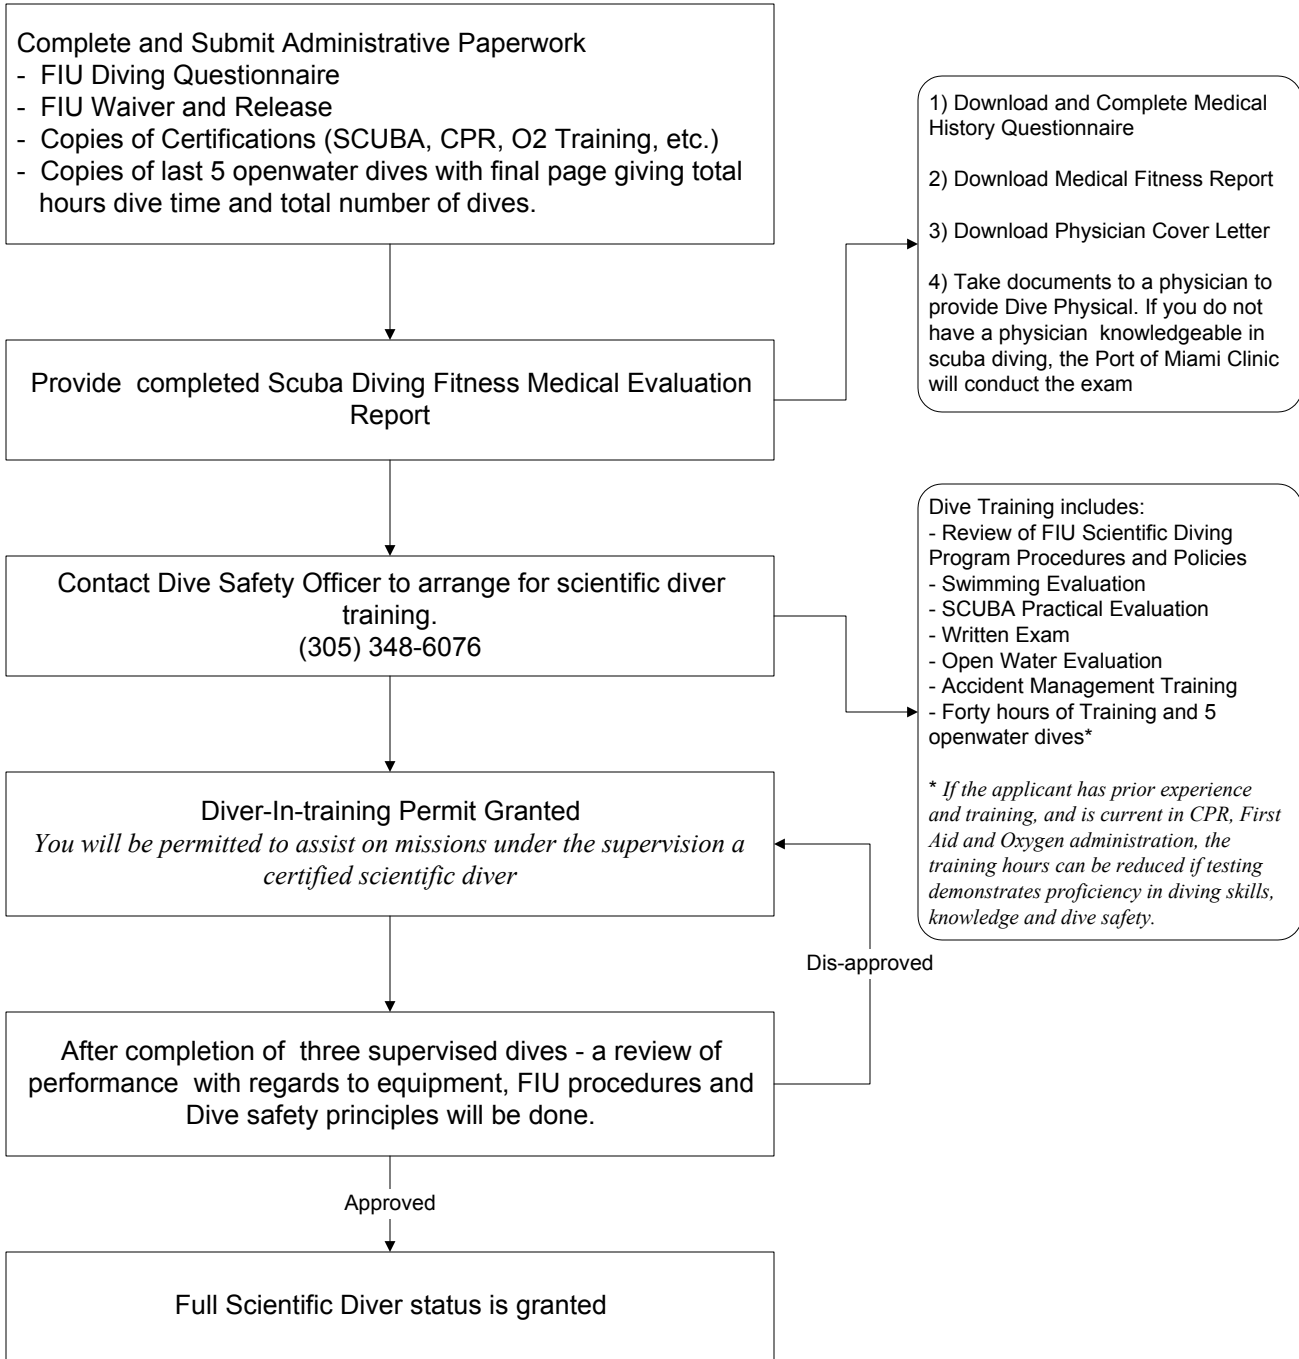 Complete and Submit Administrative Paperwork
- FIU Diving Questionnaire
- FIU Waiver and Release
- Copies of Certifications (SCUBA, CPR, O2 Training, etc.)
- Copies of last 5 openwater dives with final page giving total
hours dive time and total number of dives.
1) Download and Complete Medical
History Questionnaire
2) Download Medical Fitness Report
3) Download Physician Cover Letter
4) Take documents to a physician to
provide Dive Physical. If you do not
have a physician knowledgeable in
scuba diving, the Port of Miami Clinic
will conduct the exam
Provide completed Scuba Diving Fitness Medical Evaluation
Report
Contact Dive Safety Officer to arrange for scientific diver
training.
(305) 348-6076
Dive Training includes:
- Review of FIU Scientific Diving
Program Procedures and Policies
- Swimming Evaluation
- SCUBA Practical Evaluation
- Written Exam
- Open Water Evaluation
- Accident Management Training
- Forty hours of Training and 5
openwater dives*
* If the applicant has prior experience
and training, and is current in CPR, First
Aid and Oxygen administration, the
training hours can be reduced if testing
demonstrates proficiency in diving skills,
knowledge and dive safety.
Diver-In-training Permit Granted
You will be permitted to assist on missions under the supervision a
certified scientific diver
Dis-approved
After completion of three supervised dives - a review of
performance with regards to equipment, FIU procedures and
Dive safety principles will be done.
Approved
Full Scientific Diver status is granted